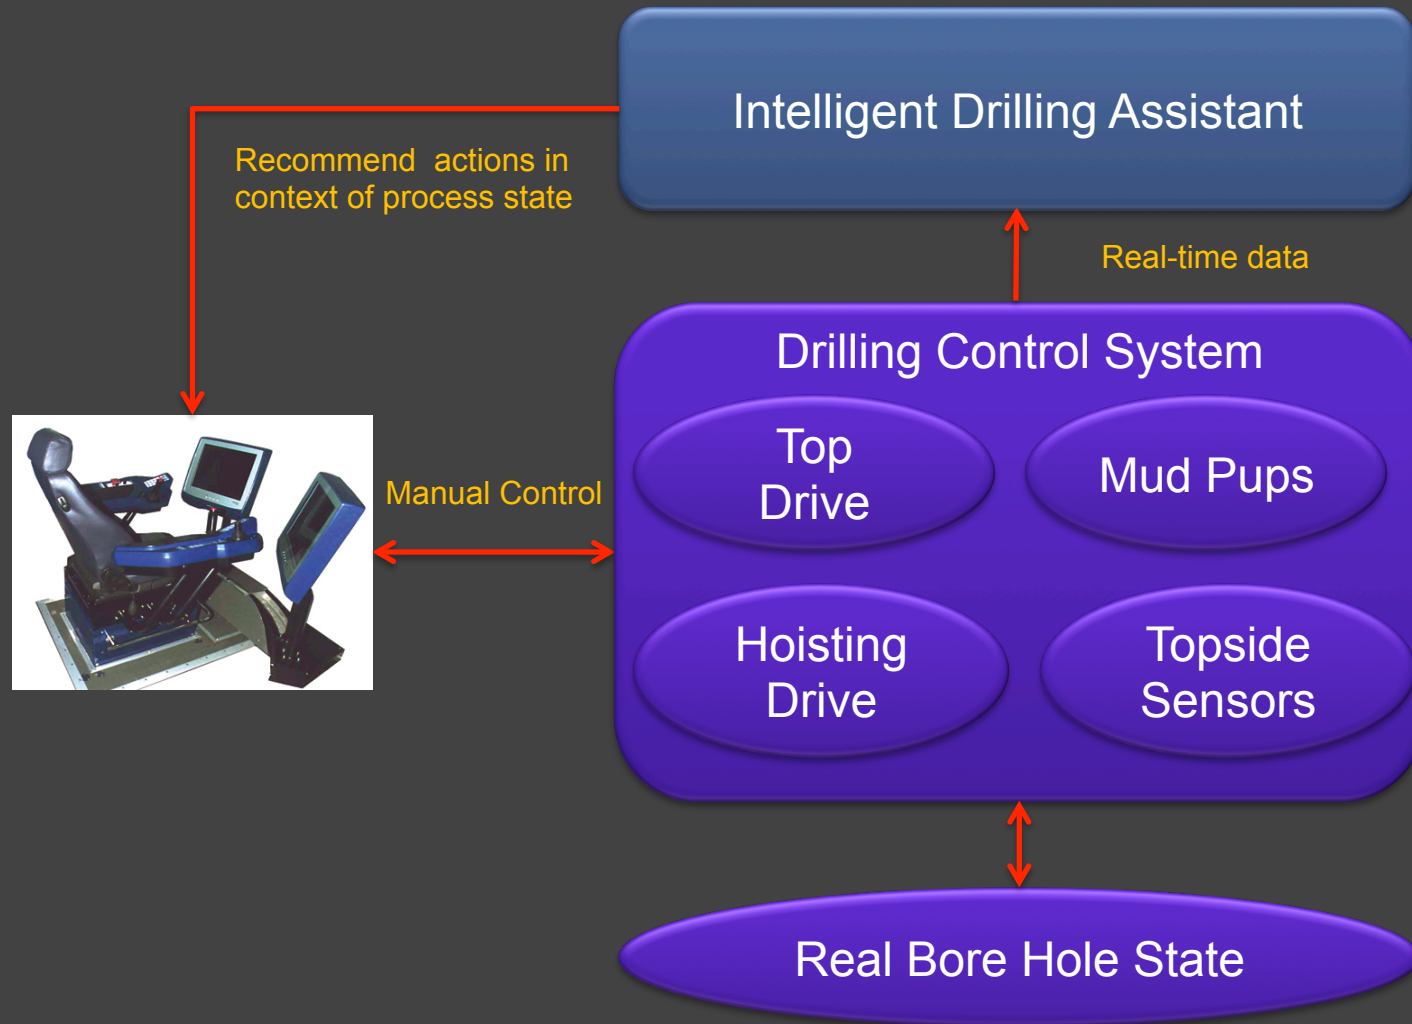 Intelligent Drilling Assistant
Recommend  actions in
context of process state
Real-time data
Drilling Control System
Top
Drive
Mud Pups
Manual Control
Hoisting
Drive
Topside
Sensors
Real Bore Hole State